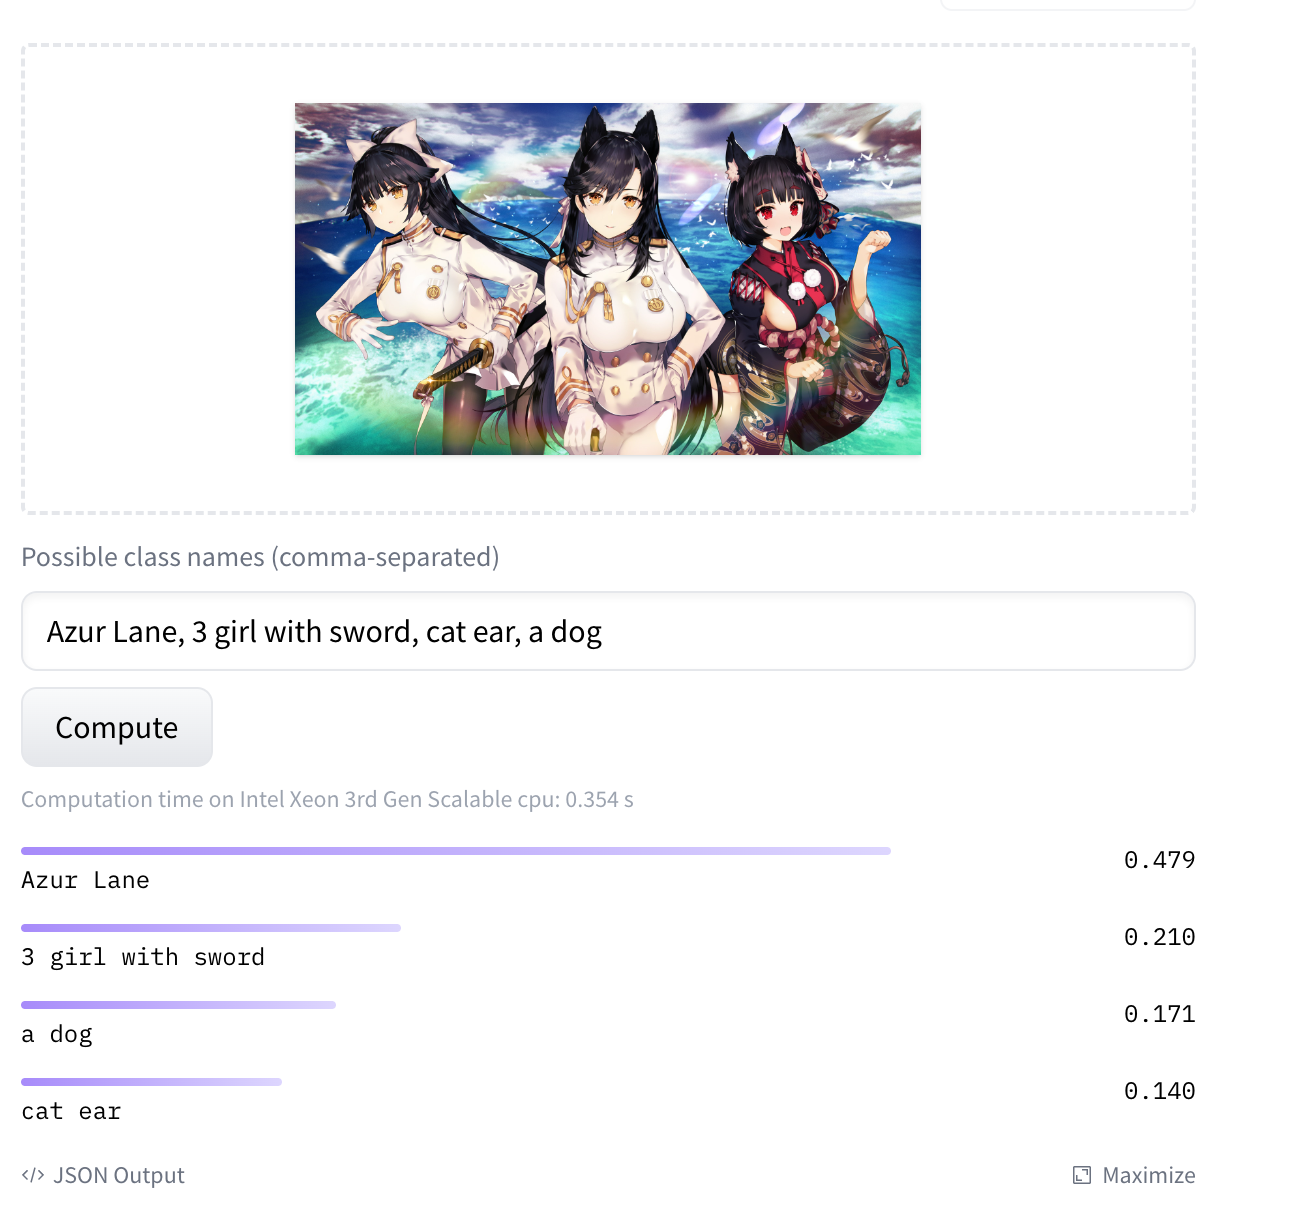 Possible class names (comma-separated)
Azur Lane, 3 girl with sword, cat ear, a dog
Compute
Computation time on Intel Xeon 3rd Gen Scalable cpu: 0.354 s
Azur Lane 0.479
3 girl with sword 0.210
a dog 0.171
cat ear 0.140
</> JSON Output Maximize